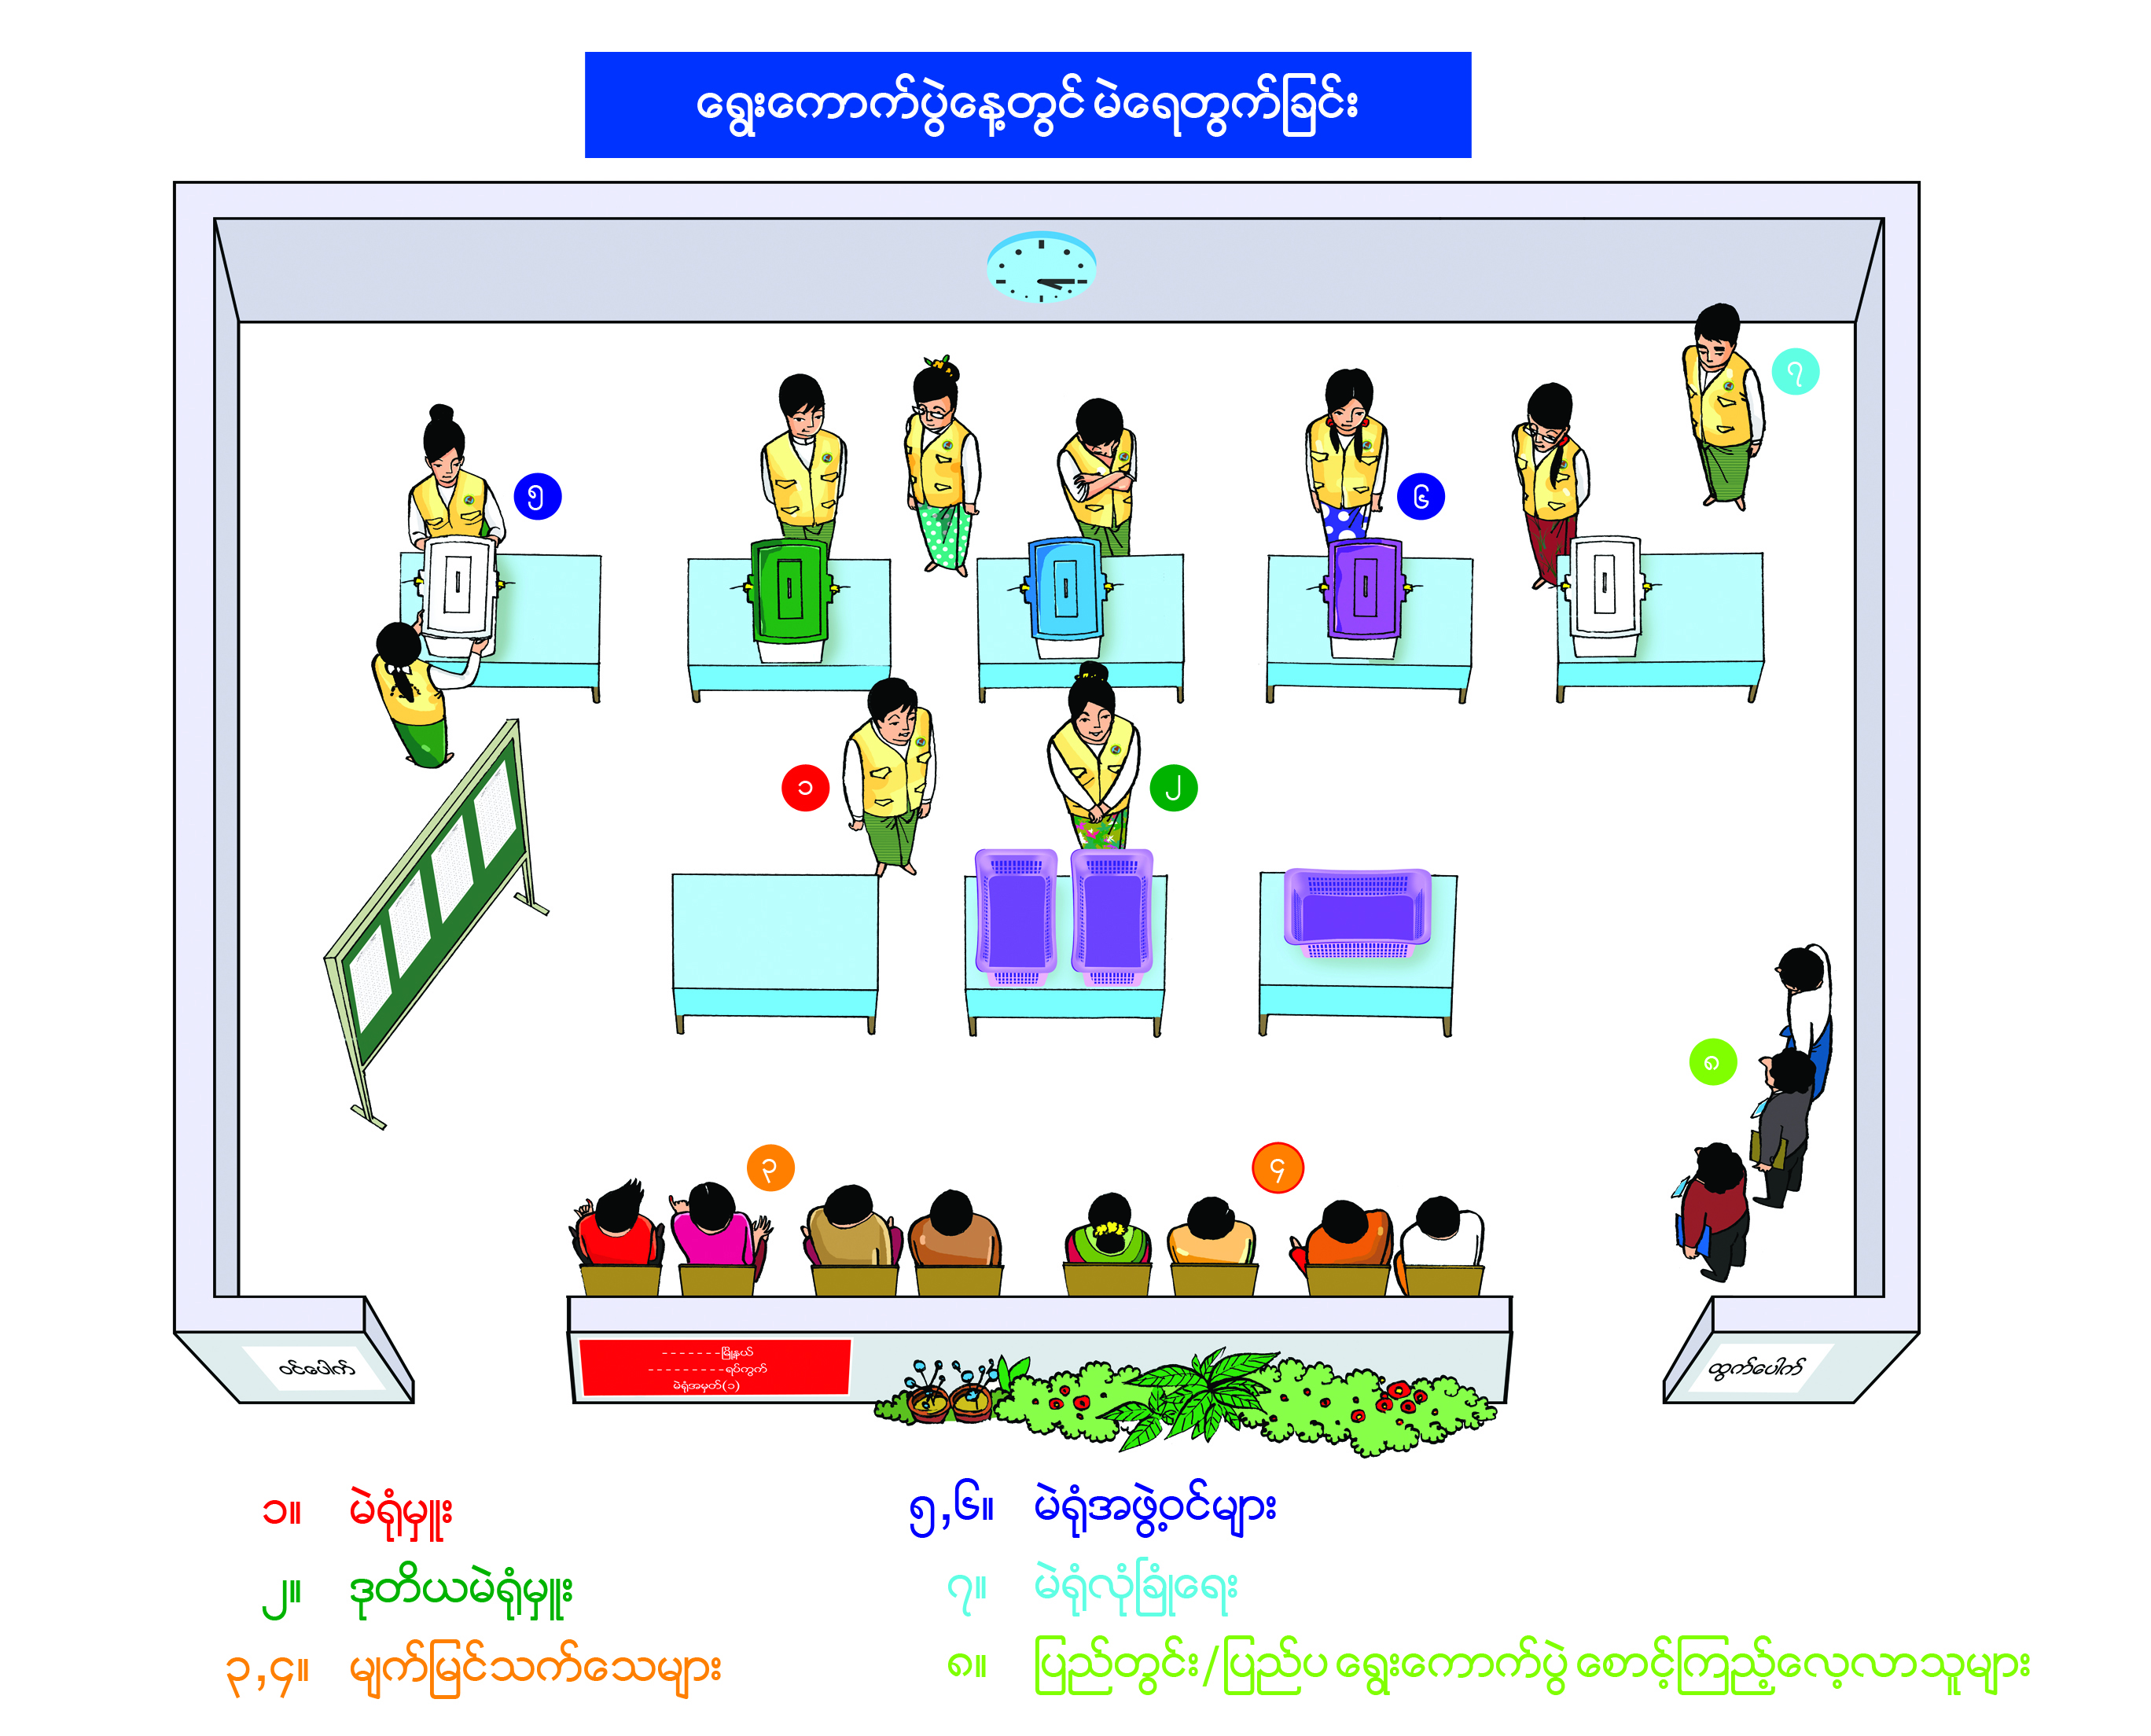 ရွေးကောက်ပွဲနေ့တွင် မဲရေတွက်ခြင်း
၇
၅
၆
၁
၂
၈
၃
၄
-------မြို့နယ်
---------ရပ်ကွက်
မဲရုံအမှတ်(၁)
ဝင်ပေါက်
ထွက်ပေါက်
၁။ မဲရုံမှူး
၂။ ဒုတိယမဲရုံမှူး
၃,၄။ မျက်မြင်သက်သေများ
၅,၆။ မဲရုံအဖွဲ့ဝင်များ
၇။ မဲရုံလုံခြုံရေး
၈။ ပြည်တွင်း/ပြည်ပ ရွေးကောက်ပွဲ စောင့်ကြည့်လေ့လာသူများ